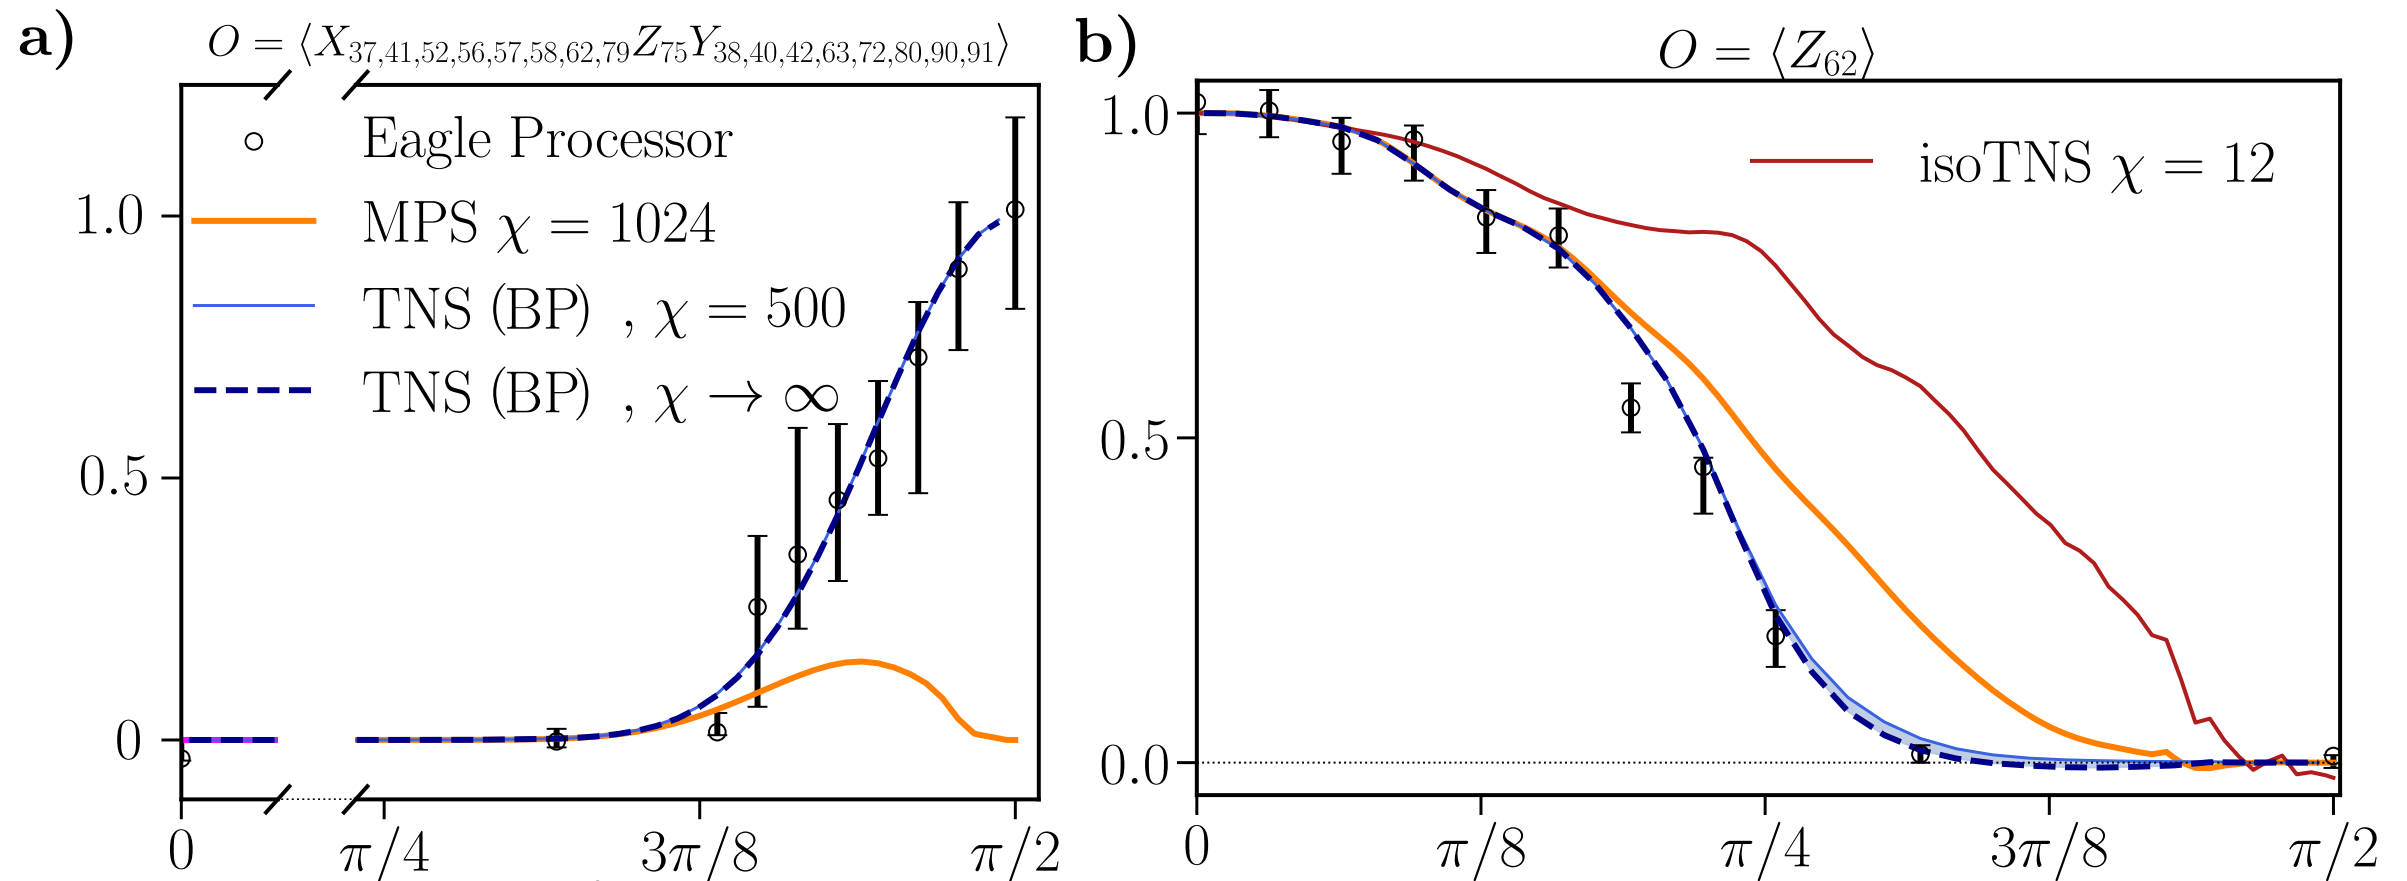 a) O = ⟨X₃₇,₄₁,₅₂,₅₆,₅₇,₅₈,₆₂,₇₉Z₇₅Y₃₈,₄₀,₄₂,₆₃,₇₂,₈₀,₉₀,₉₁⟩
Eagle Processor
MPS χ = 1024
TNS (BP) , χ = 500
TNS (BP) , χ → ∞
1.0
0.5
0
0 π/4 3π/8 π/2
b) O = ⟨Z₆₂⟩
isoTNS χ = 12
1.0
0.5
0.0
0 π/8 π/4 3π/8 π/2